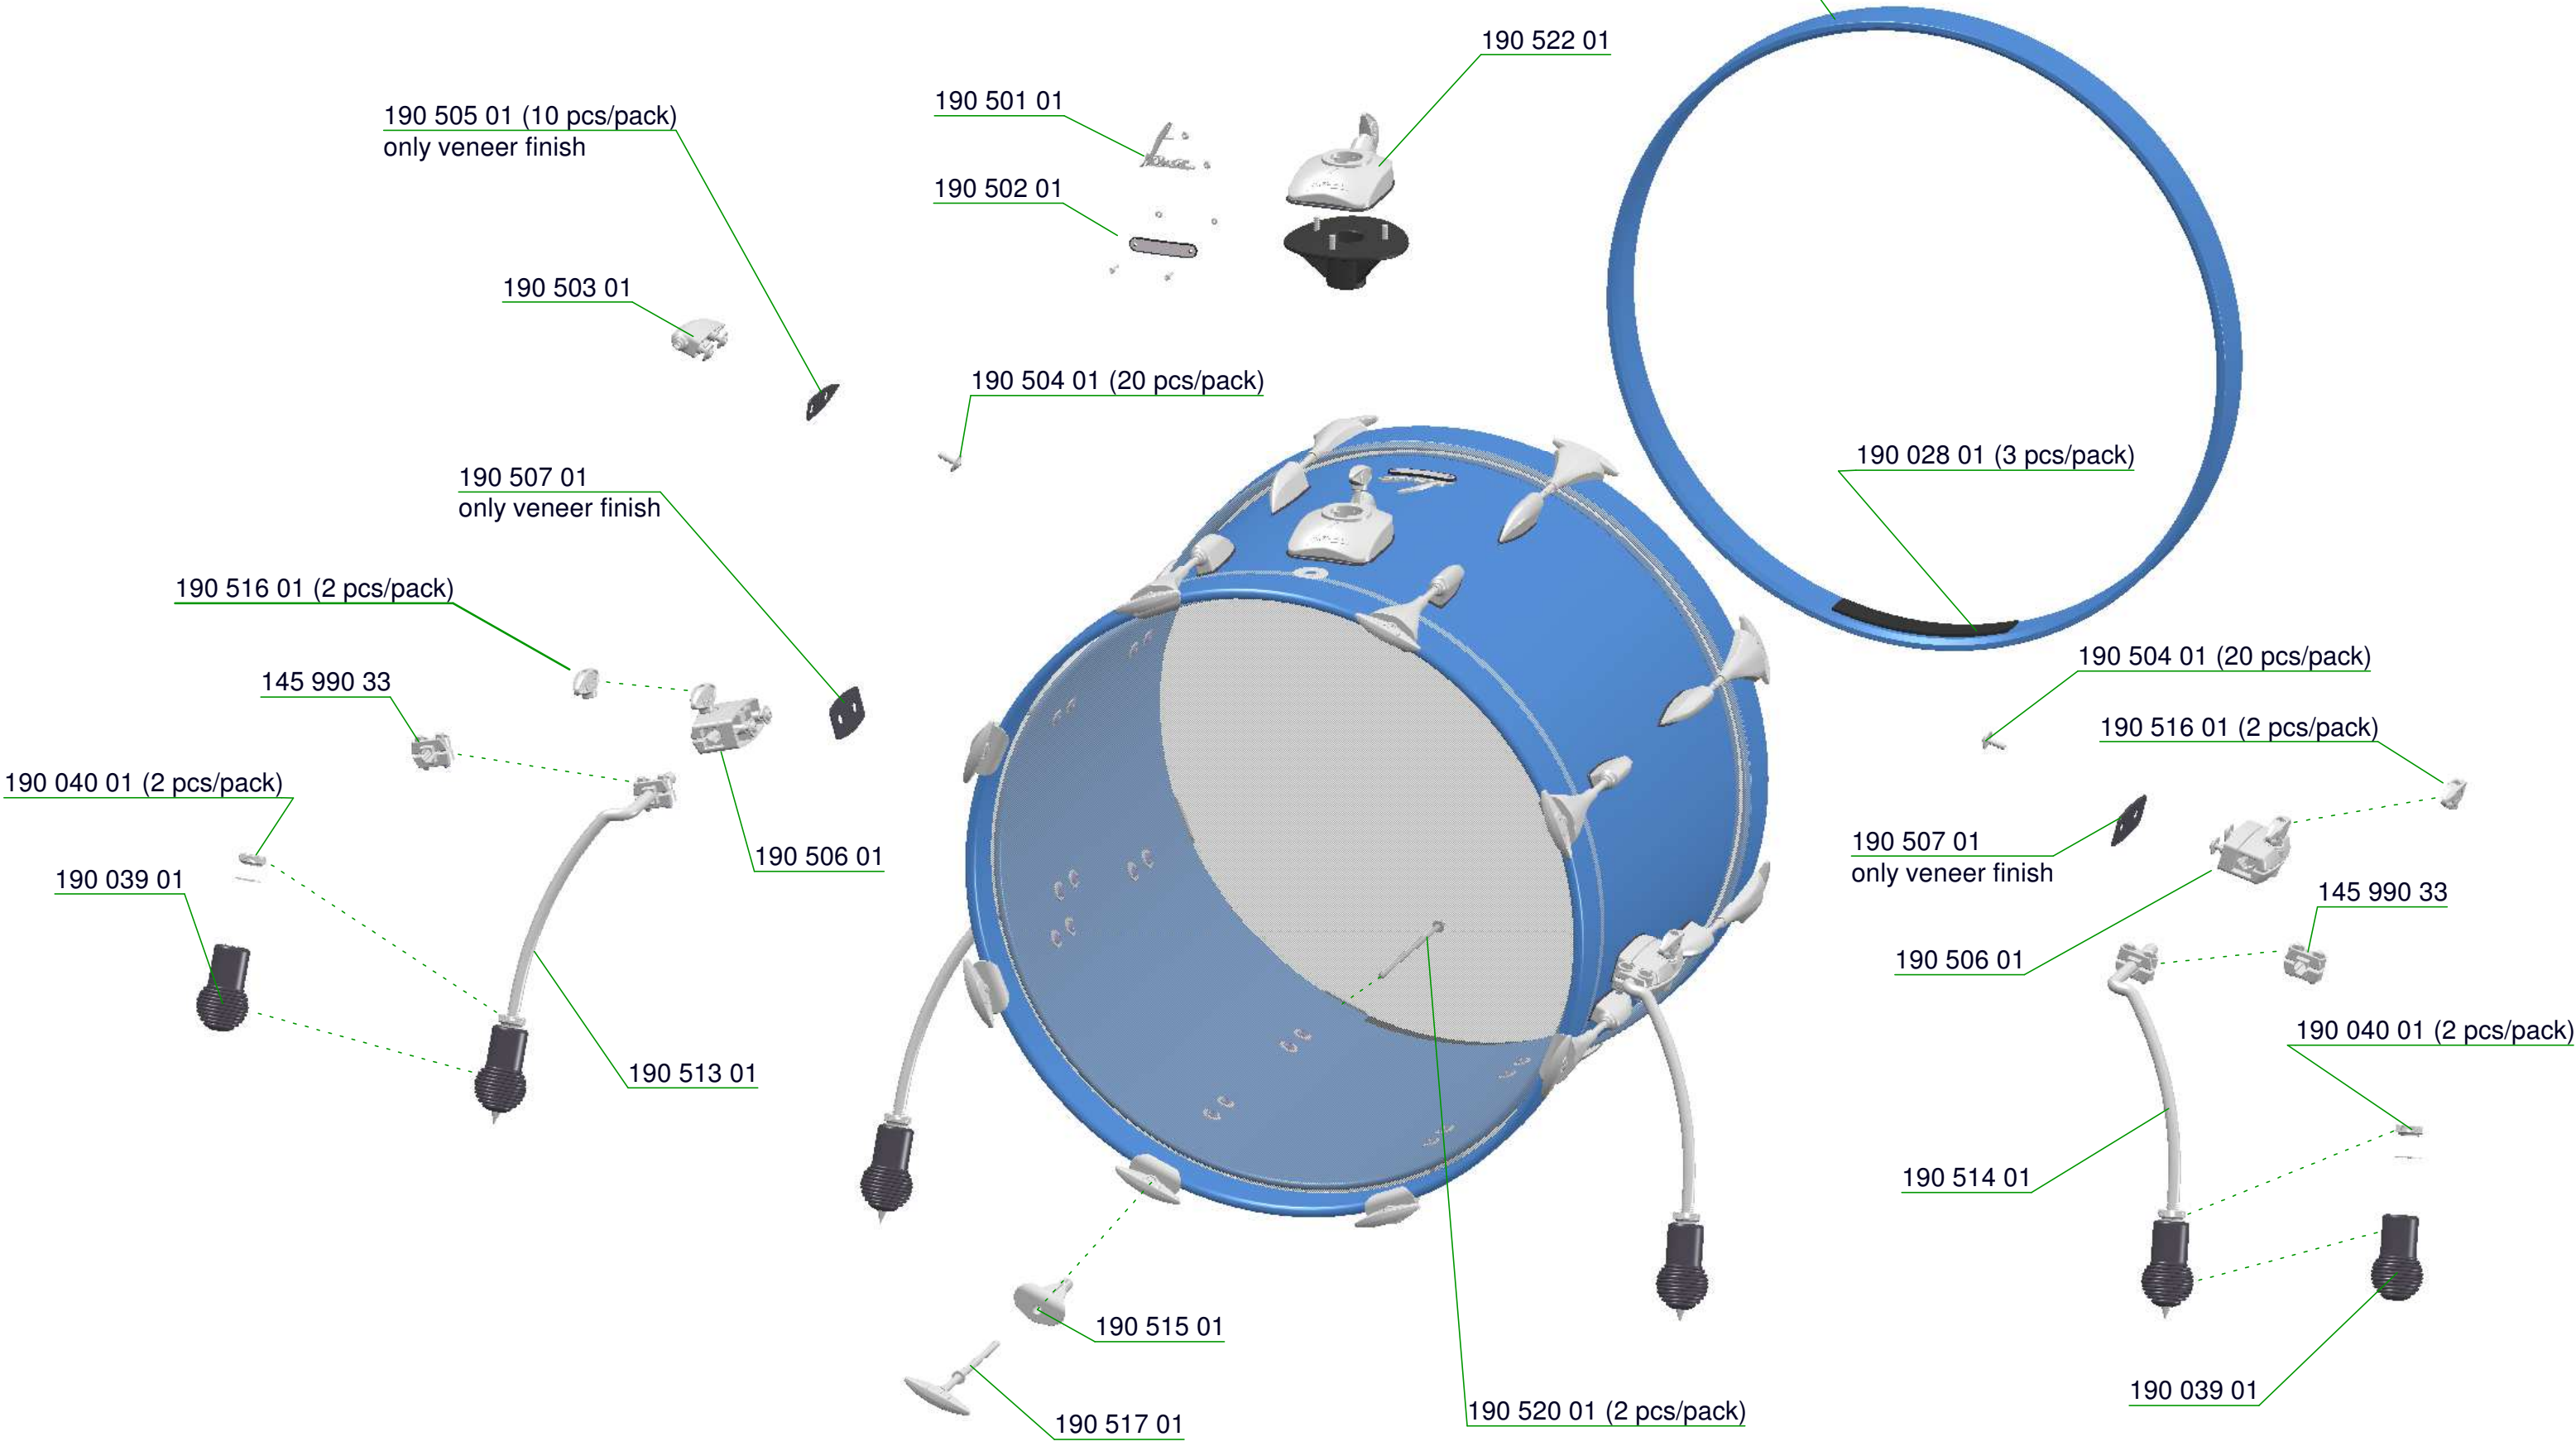 190 522 01
190 501 01
190 505 01 (10 pcs/pack)
only veneer finish
190 502 01
190 503 01
190 504 01 (20 pcs/pack)
190 028 01 (3 pcs/pack)
190 507 01
only veneer finish
190 516 01 (2 pcs/pack)
190 504 01 (20 pcs/pack)
145 990 33
190 516 01 (2 pcs/pack)
190 040 01 (2 pcs/pack)
190 507 01
only veneer finish
190 506 01
190 039 01
145 990 33
190 506 01
190 040 01 (2 pcs/pack)
190 513 01
190 514 01
190 515 01
190 039 01
190 520 01 (2 pcs/pack)
190 517 01